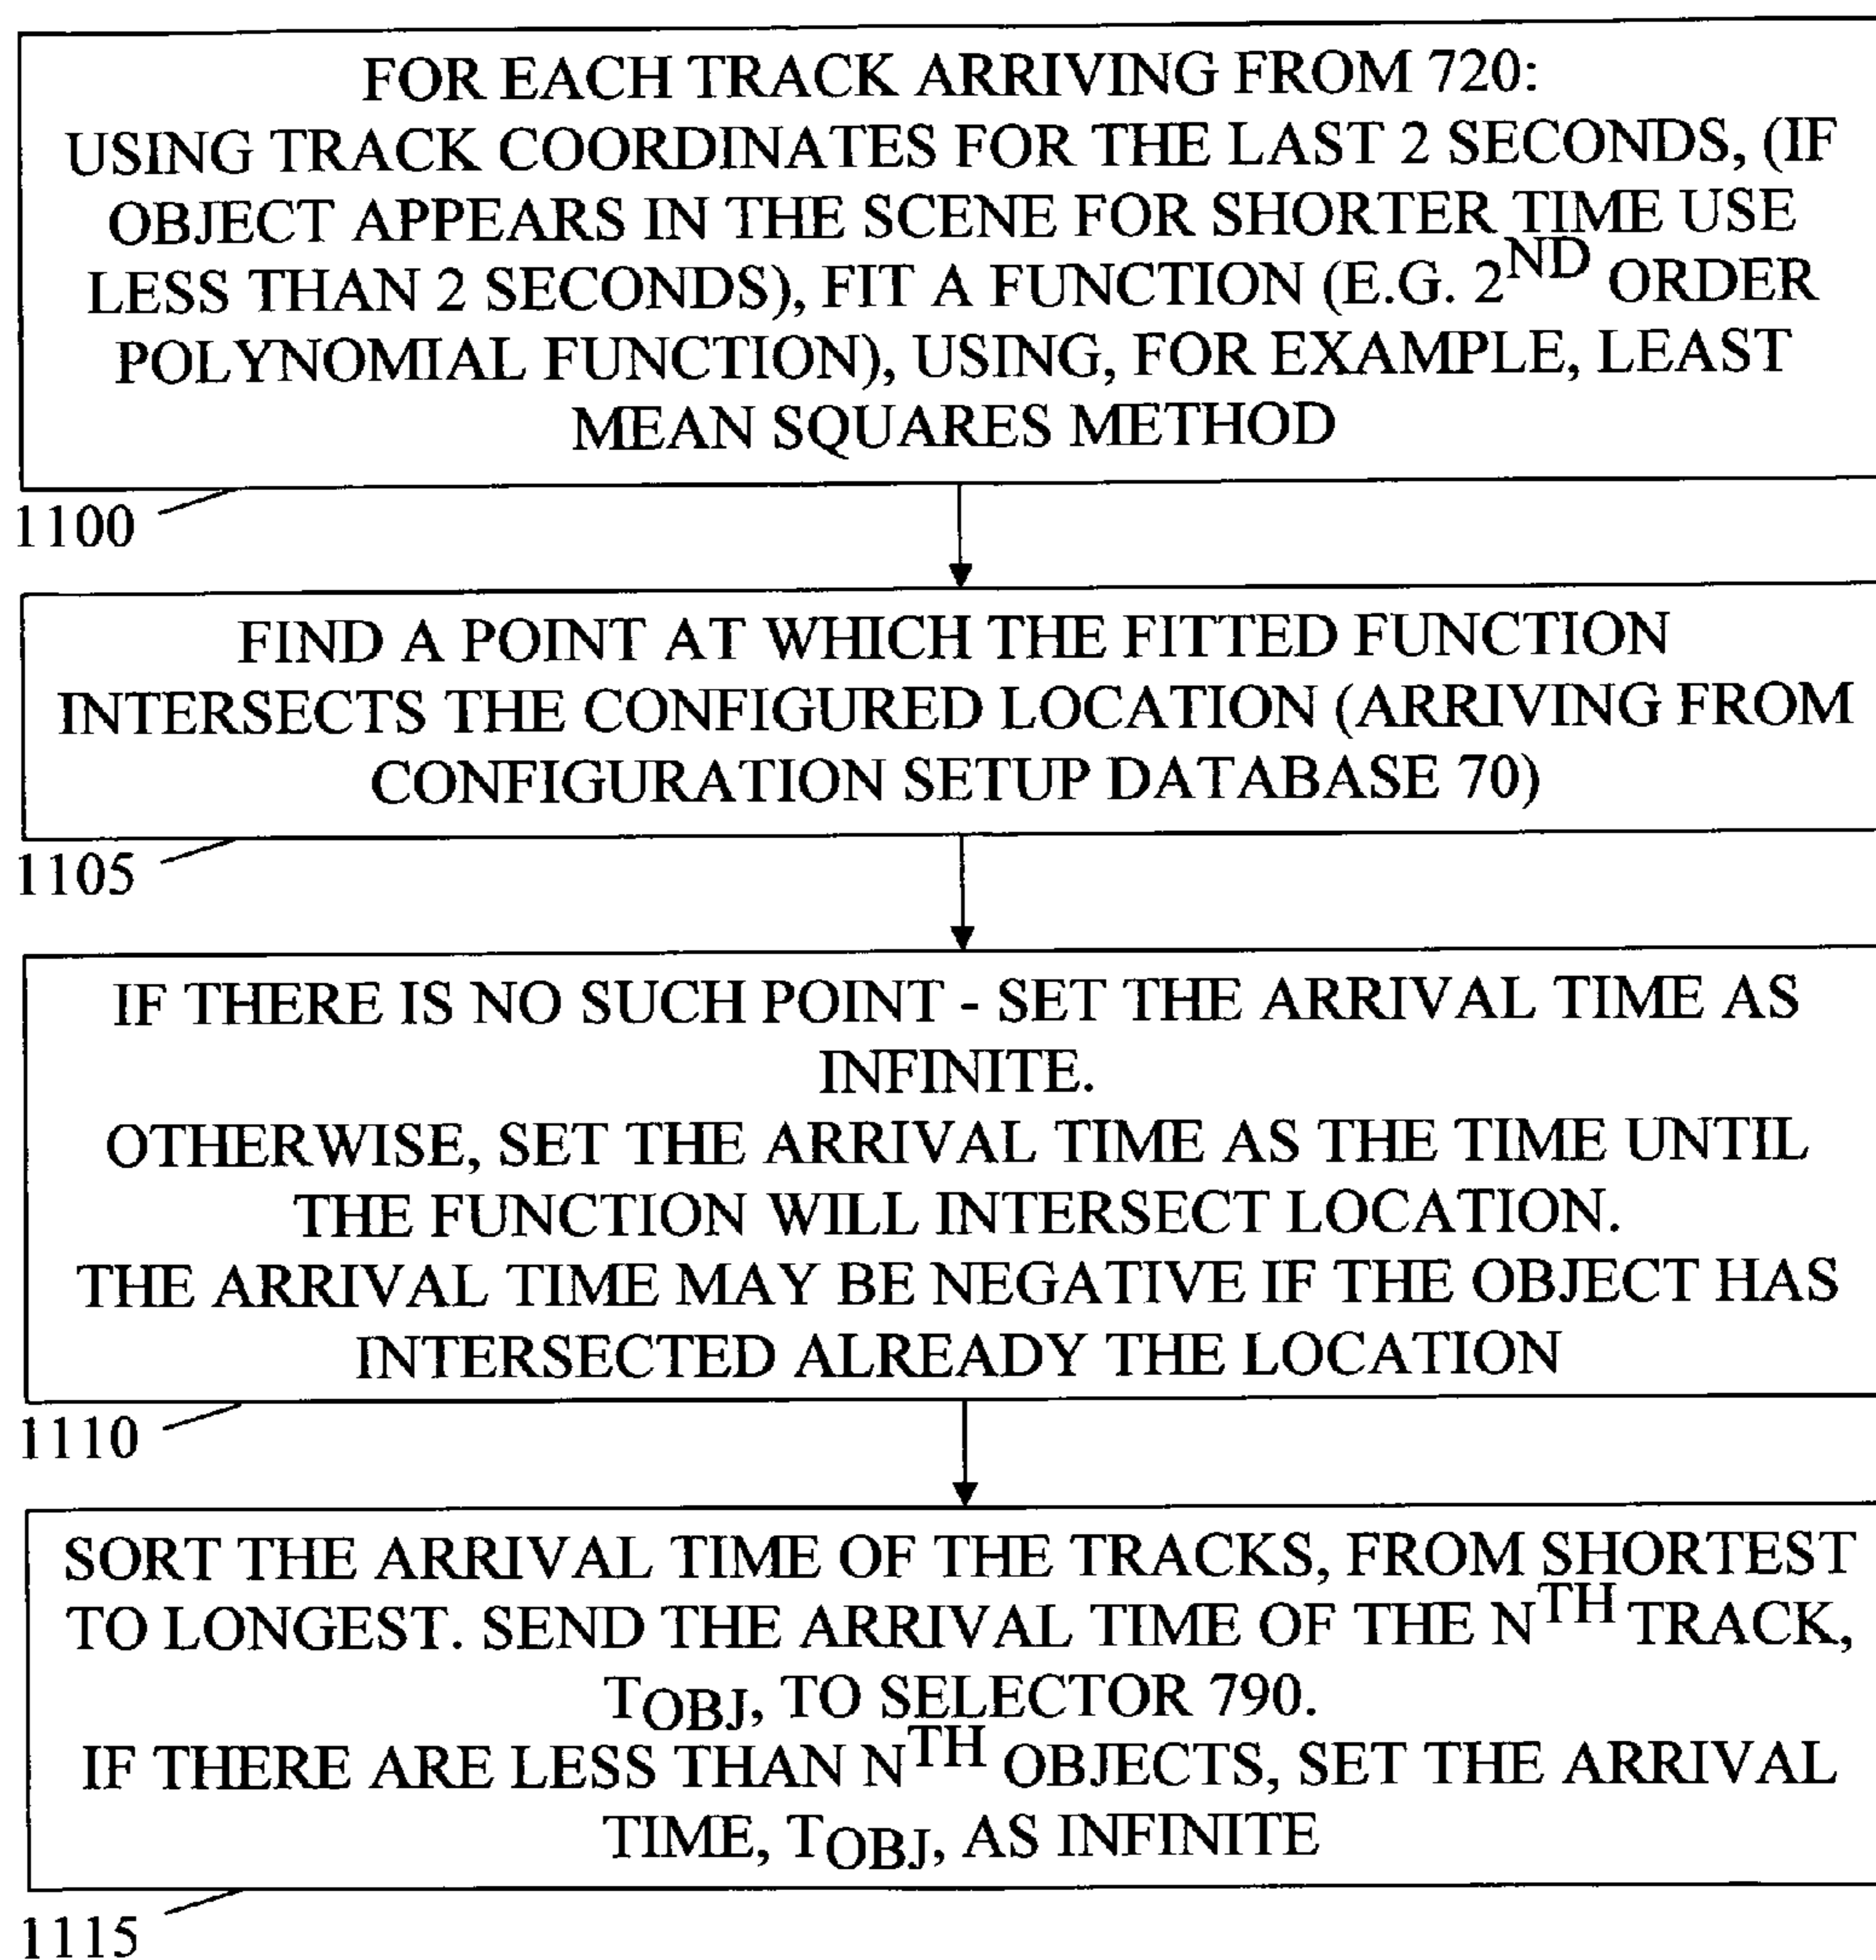 FOR EACH TRACK ARRIVING FROM 720:
USING TRACK COORDINATES FOR THE LAST 2 SECONDS, (IF
OBJECT APPEARS IN THE SCENE FOR SHORTER TIME USE
LESS THAN 2 SECONDS), FIT A FUNCTION (E.G. 2ND ORDER
POLYNOMIAL FUNCTION), USING, FOR EXAMPLE, LEAST
MEAN SQUARES METHOD
1100
FIND A POINT AT WHICH THE FITTED FUNCTION
INTERSECTS THE CONFIGURED LOCATION (ARRIVING FROM
CONFIGURATION SETUP DATABASE 70)
1105
IF THERE IS NO SUCH POINT - SET THE ARRIVAL TIME AS
INFINITE.
OTHERWISE, SET THE ARRIVAL TIME AS THE TIME UNTIL
THE FUNCTION WILL INTERSECT LOCATION.
THE ARRIVAL TIME MAY BE NEGATIVE IF THE OBJECT HAS
INTERSECTED ALREADY THE LOCATION
1110
SORT THE ARRIVAL TIME OF THE TRACKS, FROM SHORTEST
TO LONGEST. SEND THE ARRIVAL TIME OF THE NTH TRACK,
TOBJ, TO SELECTOR 790.
IF THERE ARE LESS THAN NTH OBJECTS, SET THE ARRIVAL
TIME, TOBJ, AS INFINITE
1115